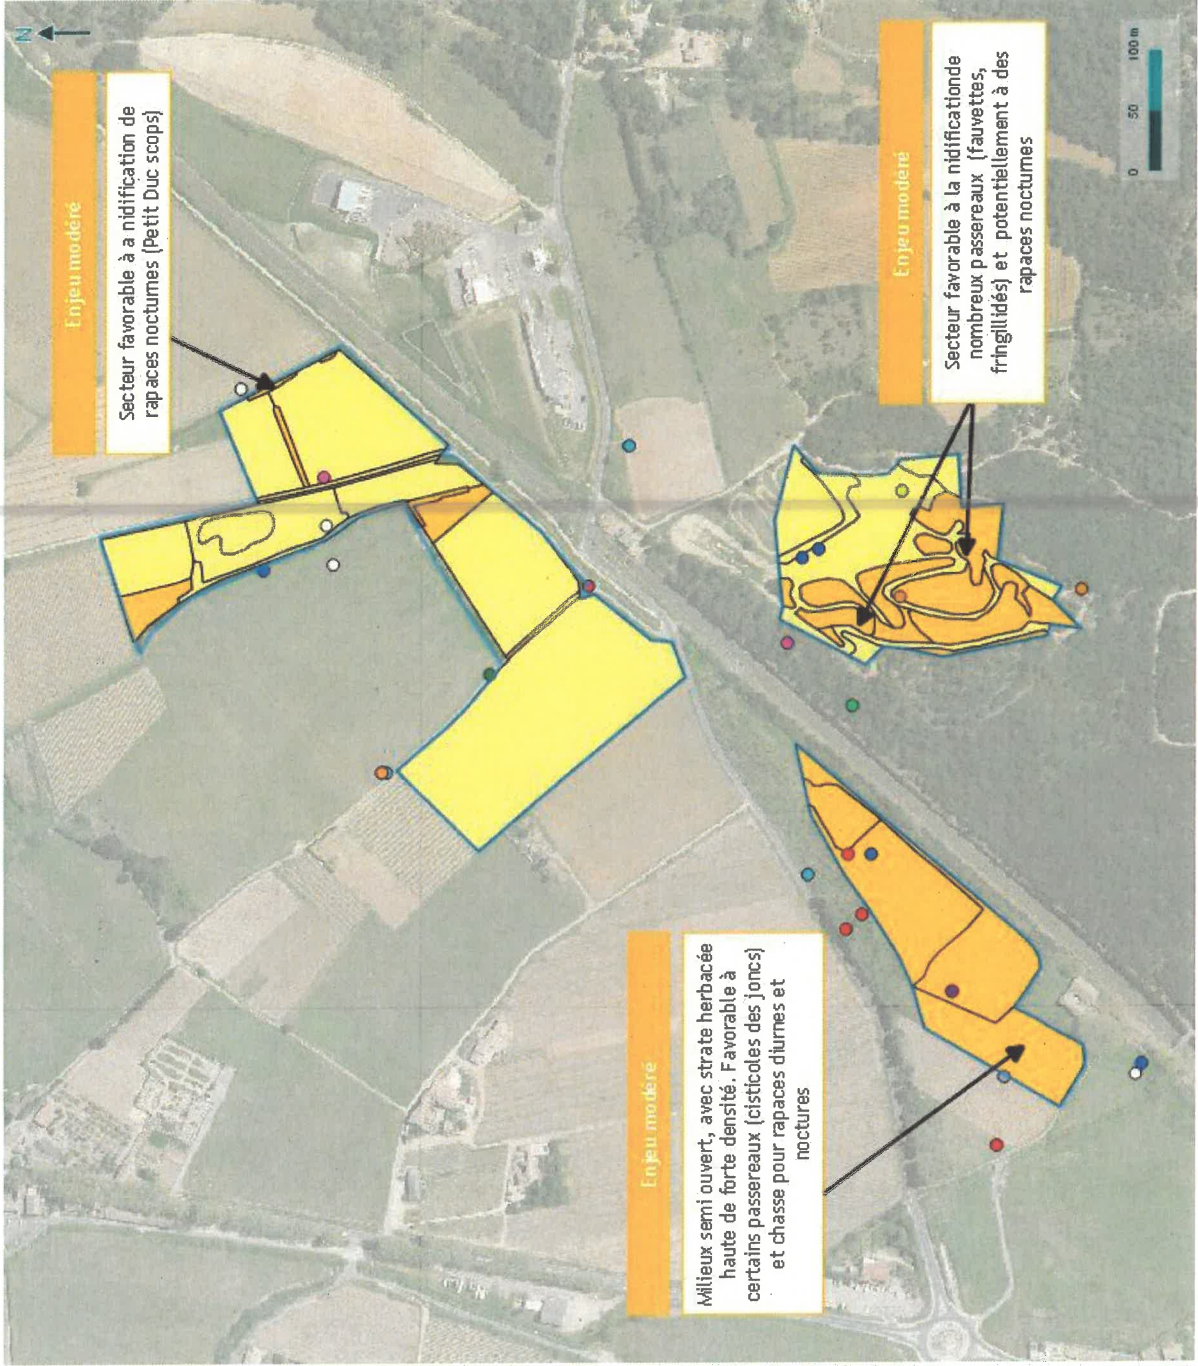 N
Enjeu modéré
Secteur favorable à a nidification de
rapaces nocturnes (Petit Duc scops)
Enjeu modéré
Secteur favorable à la nidificationde
nombreux passereaux (fauvettes,
fringillidés) et potentiellement à des
rapaces nocturnes
Enjeu modéré
Milieux semi ouvert, avec strate herbacée
haute de forte densité. Favorable à
certains passereaux (cisticoles des joncs)
et chasse pour rapaces diurnes et
noctures
0 50 100 m